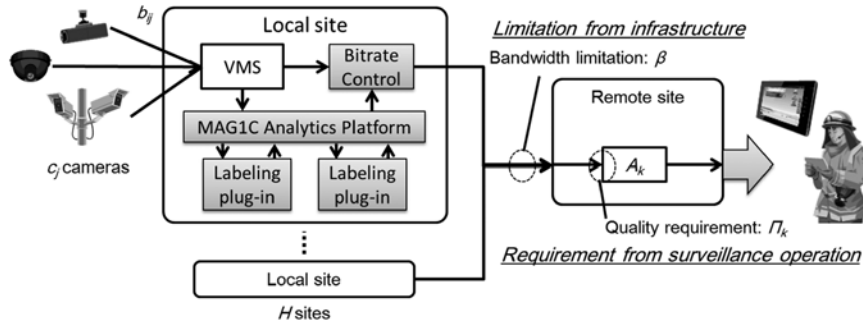 b_ij
Local site
VMS
Bitrate
Control
MAG1C Analytics Platform
Labeling
plug-in
Labeling
plug-in
c_j cameras
Local site
H sites
Limitation from infrastructure
Bandwidth limitation: β
Remote site
A_k
Quality requirement: Π_k
Requirement from surveillance operation